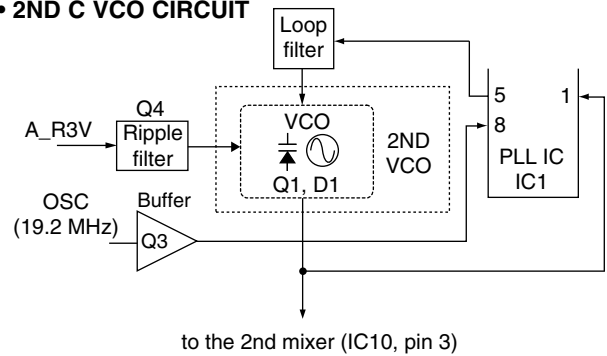 • 2ND C VCO CIRCUIT
Loop
filter
5
1
8
PLL IC
IC1
Q4
A_R3V
Ripple
filter
VCO
Q1, D1
2ND
VCO
OSC
(19.2 MHz)
Buffer
Q3
to the 2nd mixer (IC10, pin 3)